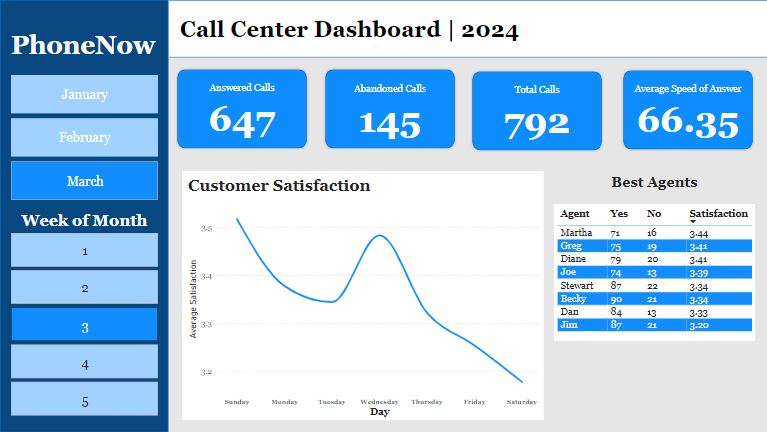 PhoneNow
January
February
March
Week of Month
1
2
3
4
5
Call Center Dashboard | 2024
Answered Calls
647
Abandoned Calls
145
Total Calls
792
Average Speed of Answer
66.35
Customer Satisfaction
Average Satisfaction
3.5
3.4
3.3
3.2
Sunday Monday Tuesday Wednesday Thursday Friday Saturday
Day
Best Agents
Agent Yes No Satisfaction
Martha 71 16 3.44
Greg 75 19 3.41
Diane 79 20 3.41
Joe 74 13 3.39
Stewart 87 22 3.34
Becky 90 21 3.34
Dan 84 13 3.33
Jim 87 21 3.20